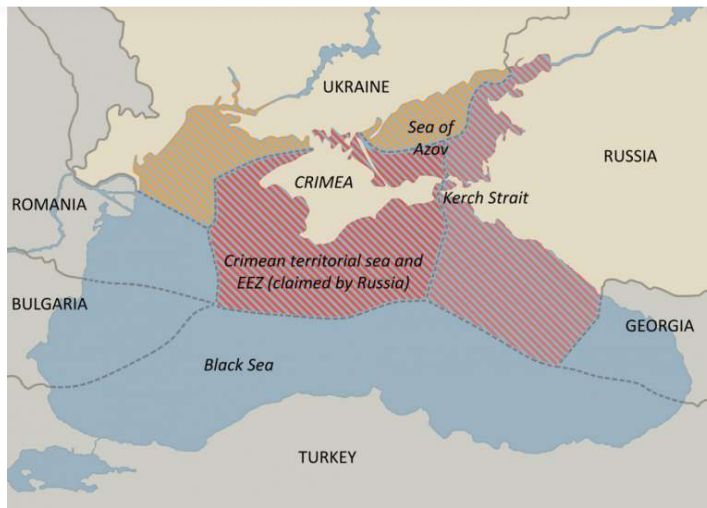 UKRAINE
Sea of
Azov
RUSSIA
CRIMEA
ROMANIA
Kerch Strait
Crimean territorial sea and
EEZ (claimed by Russia)
BULGARIA
GEORGIA
Black Sea
TURKEY